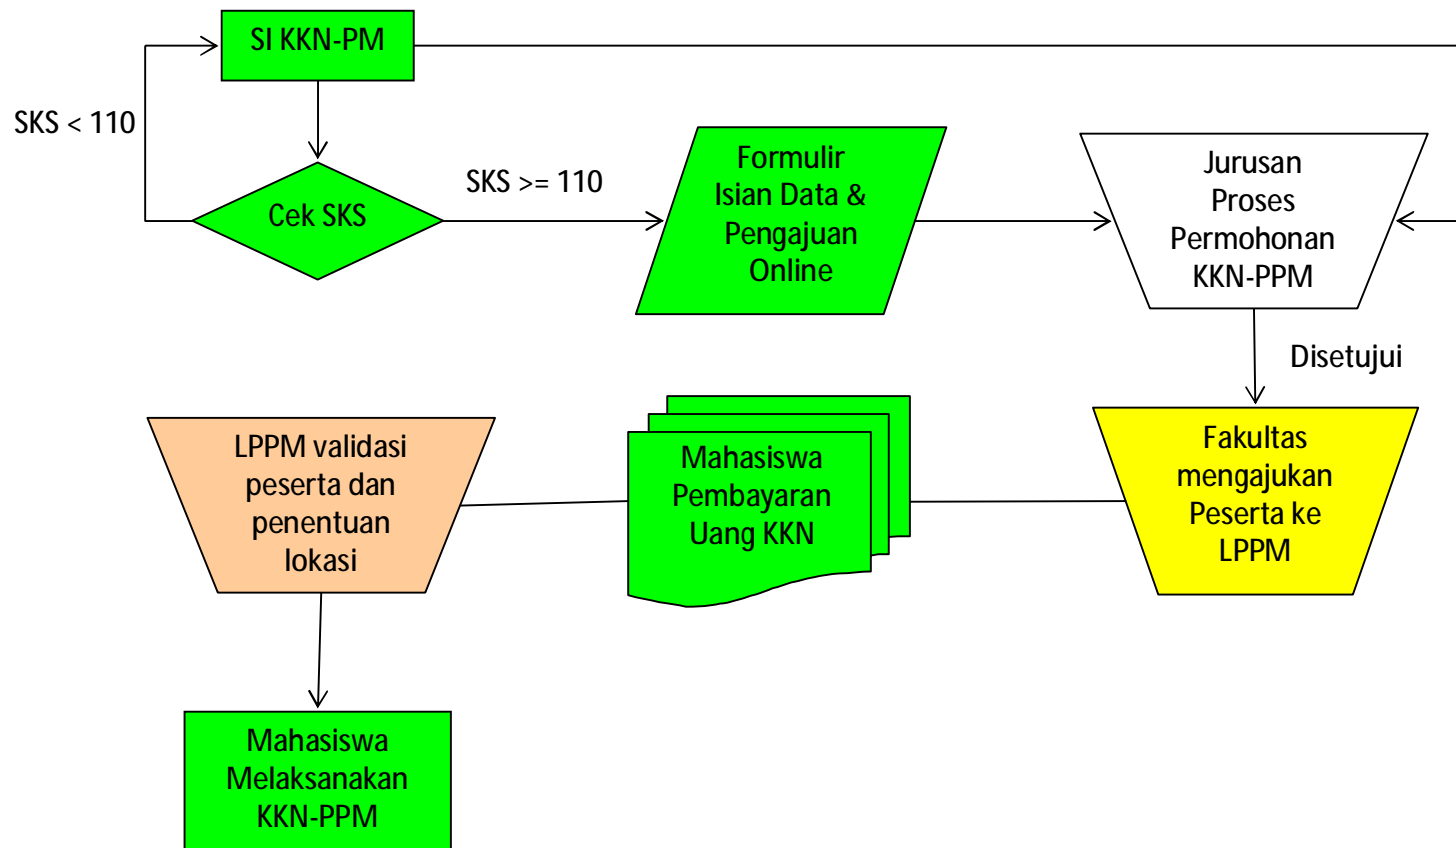 SI KKN-PM
SKS < 110
Cek SKS
SKS >= 110
Formulir
Isian Data &
Pengajuan
Online
Jurusan
Proses
Permohonan
KKN-PPM
Disetujui
Fakultas
mengajukan
Peserta ke
LPPM
Mahasiswa
Pembayaran
Uang KKN
LPPM validasi
peserta dan
penentuan
lokasi
Mahasiswa
Melaksanakan
KKN-PPM